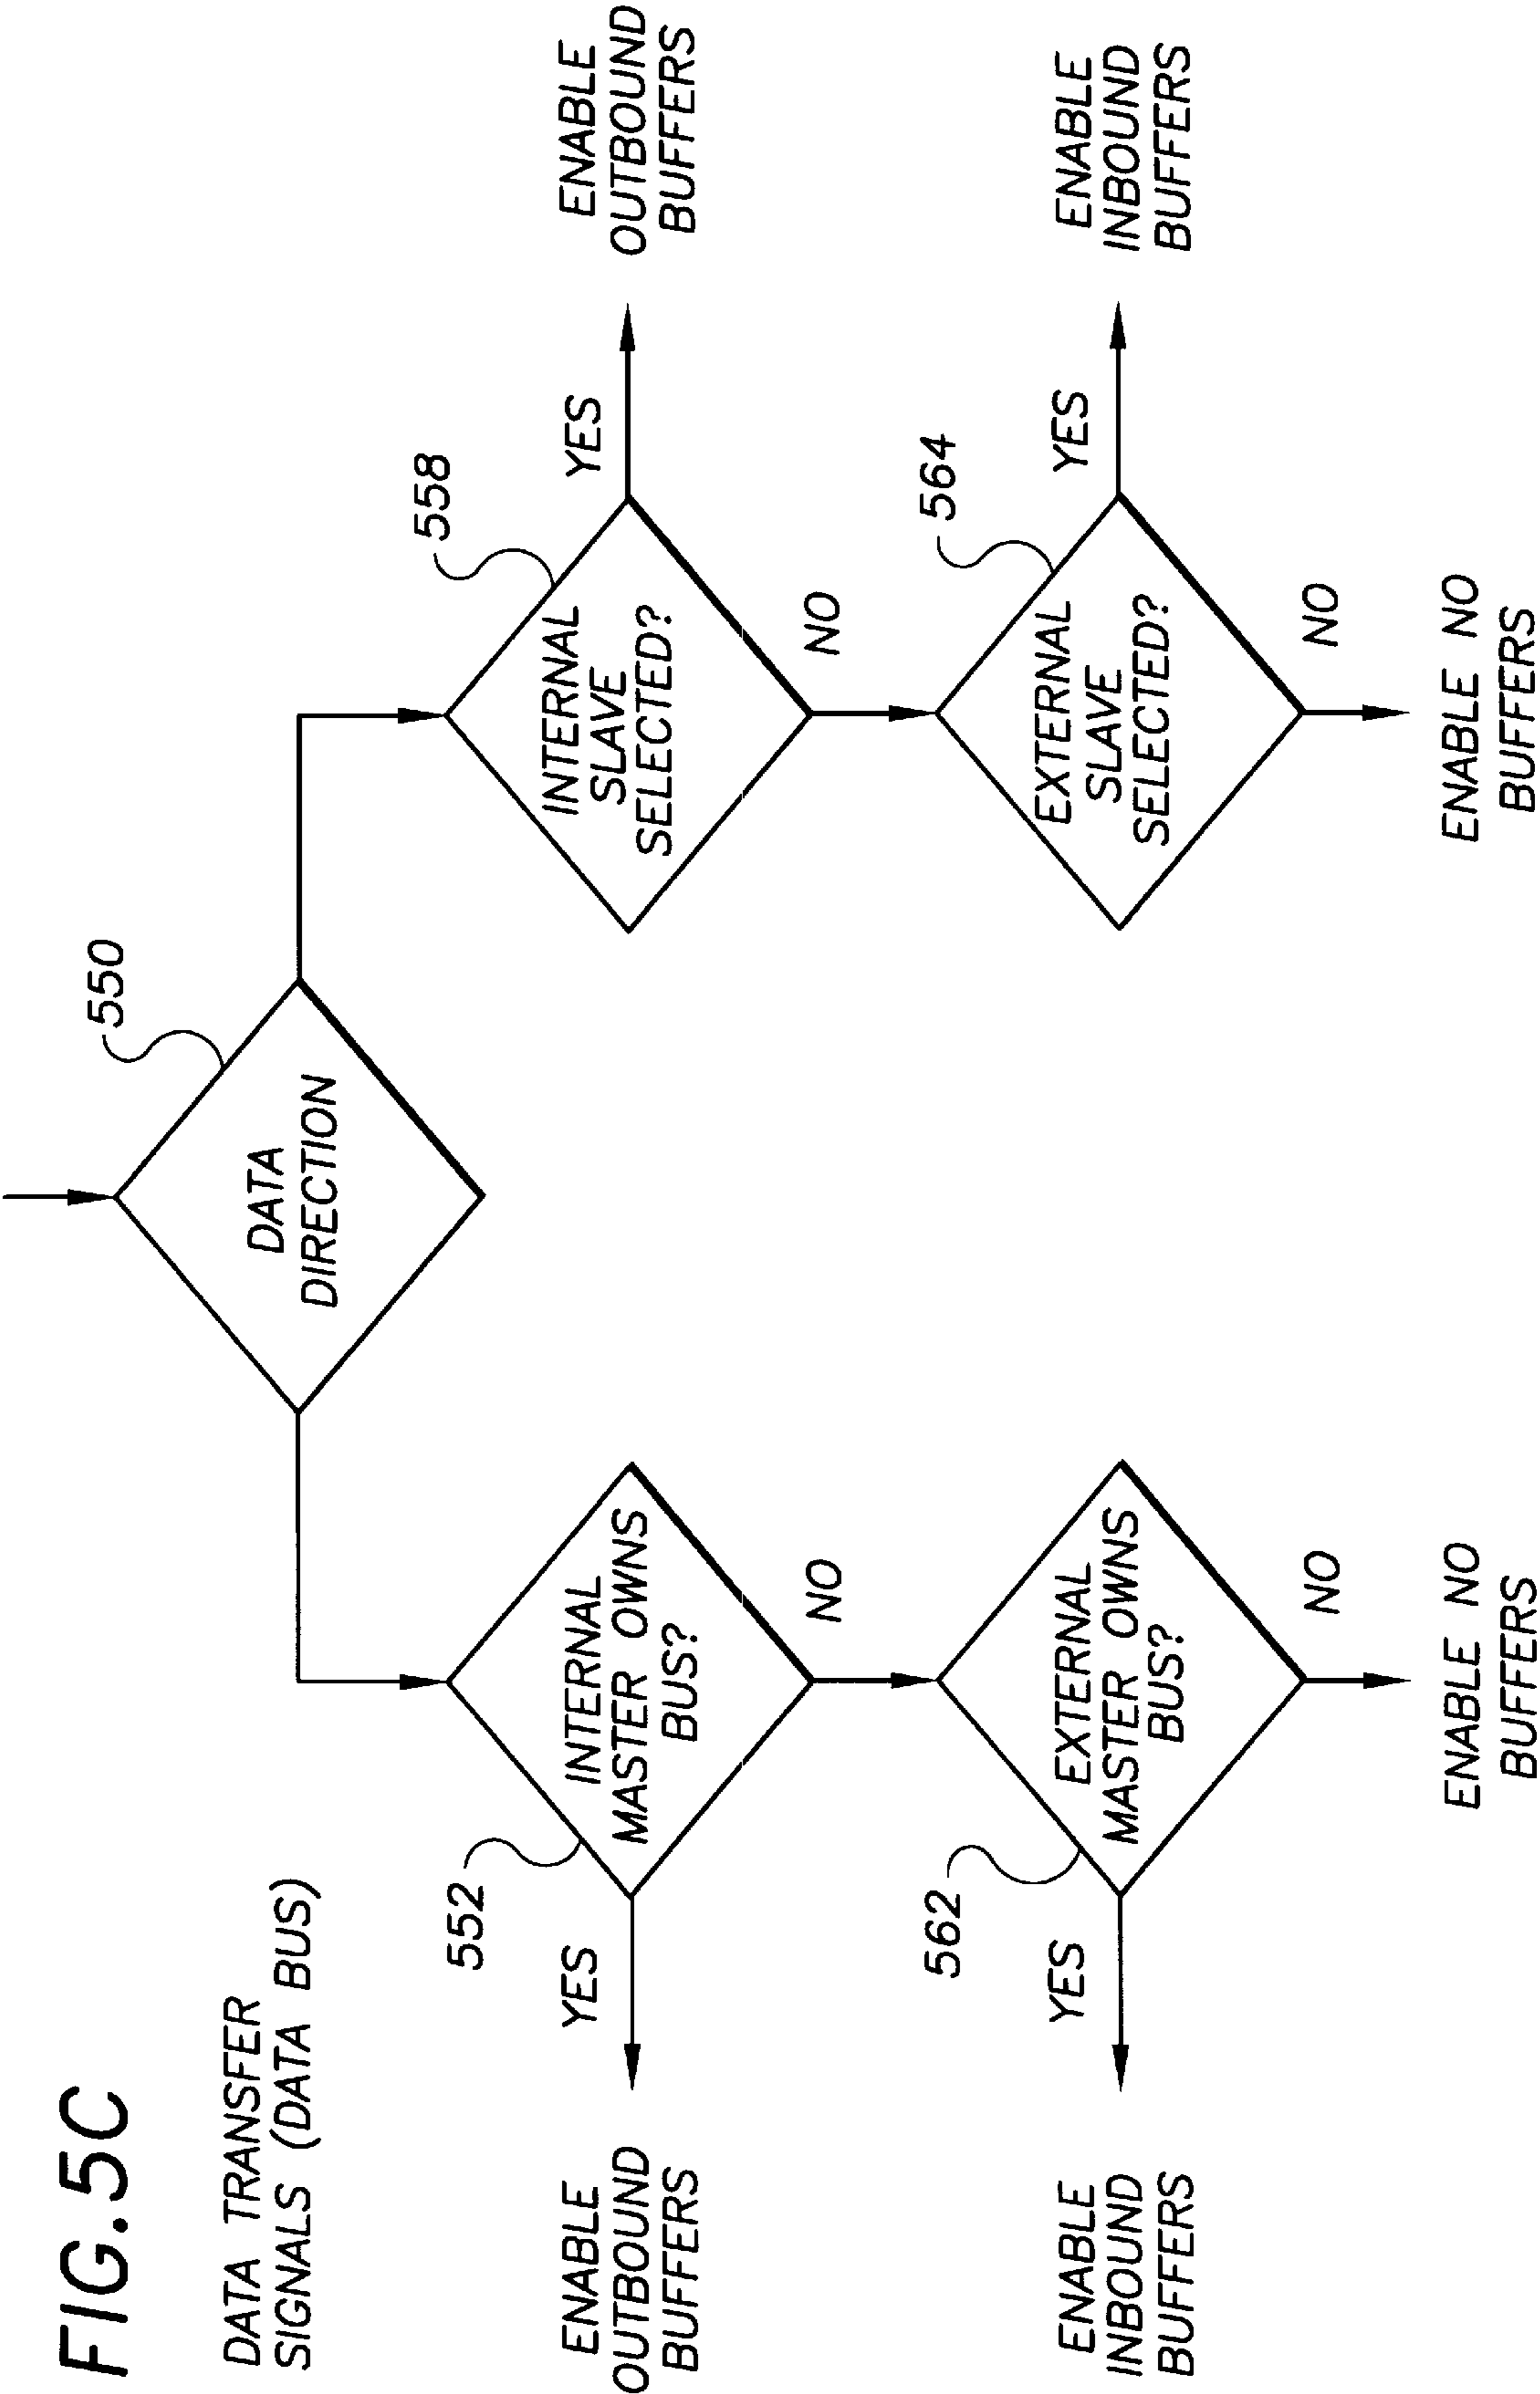 FIG.5C
DATA TRANSFER
SIGNALS (DATA BUS)
550
DATA
DIRECTION
552
INTERNAL
MASTER OWNS
BUS?
YES
ENABLE
OUTBOUND
BUFFERS
NO
562
EXTERNAL
MASTER OWNS
BUS?
YES
ENABLE
INBOUND
BUFFERS
NO
ENABLE NO
BUFFERS
558
INTERNAL
SLAVE
SELECTED?
YES
ENABLE
OUTBOUND
BUFFERS
NO
564
EXTERNAL
SLAVE
SELECTED?
YES
ENABLE
INBOUND
BUFFERS
NO
ENABLE NO
BUFFERS